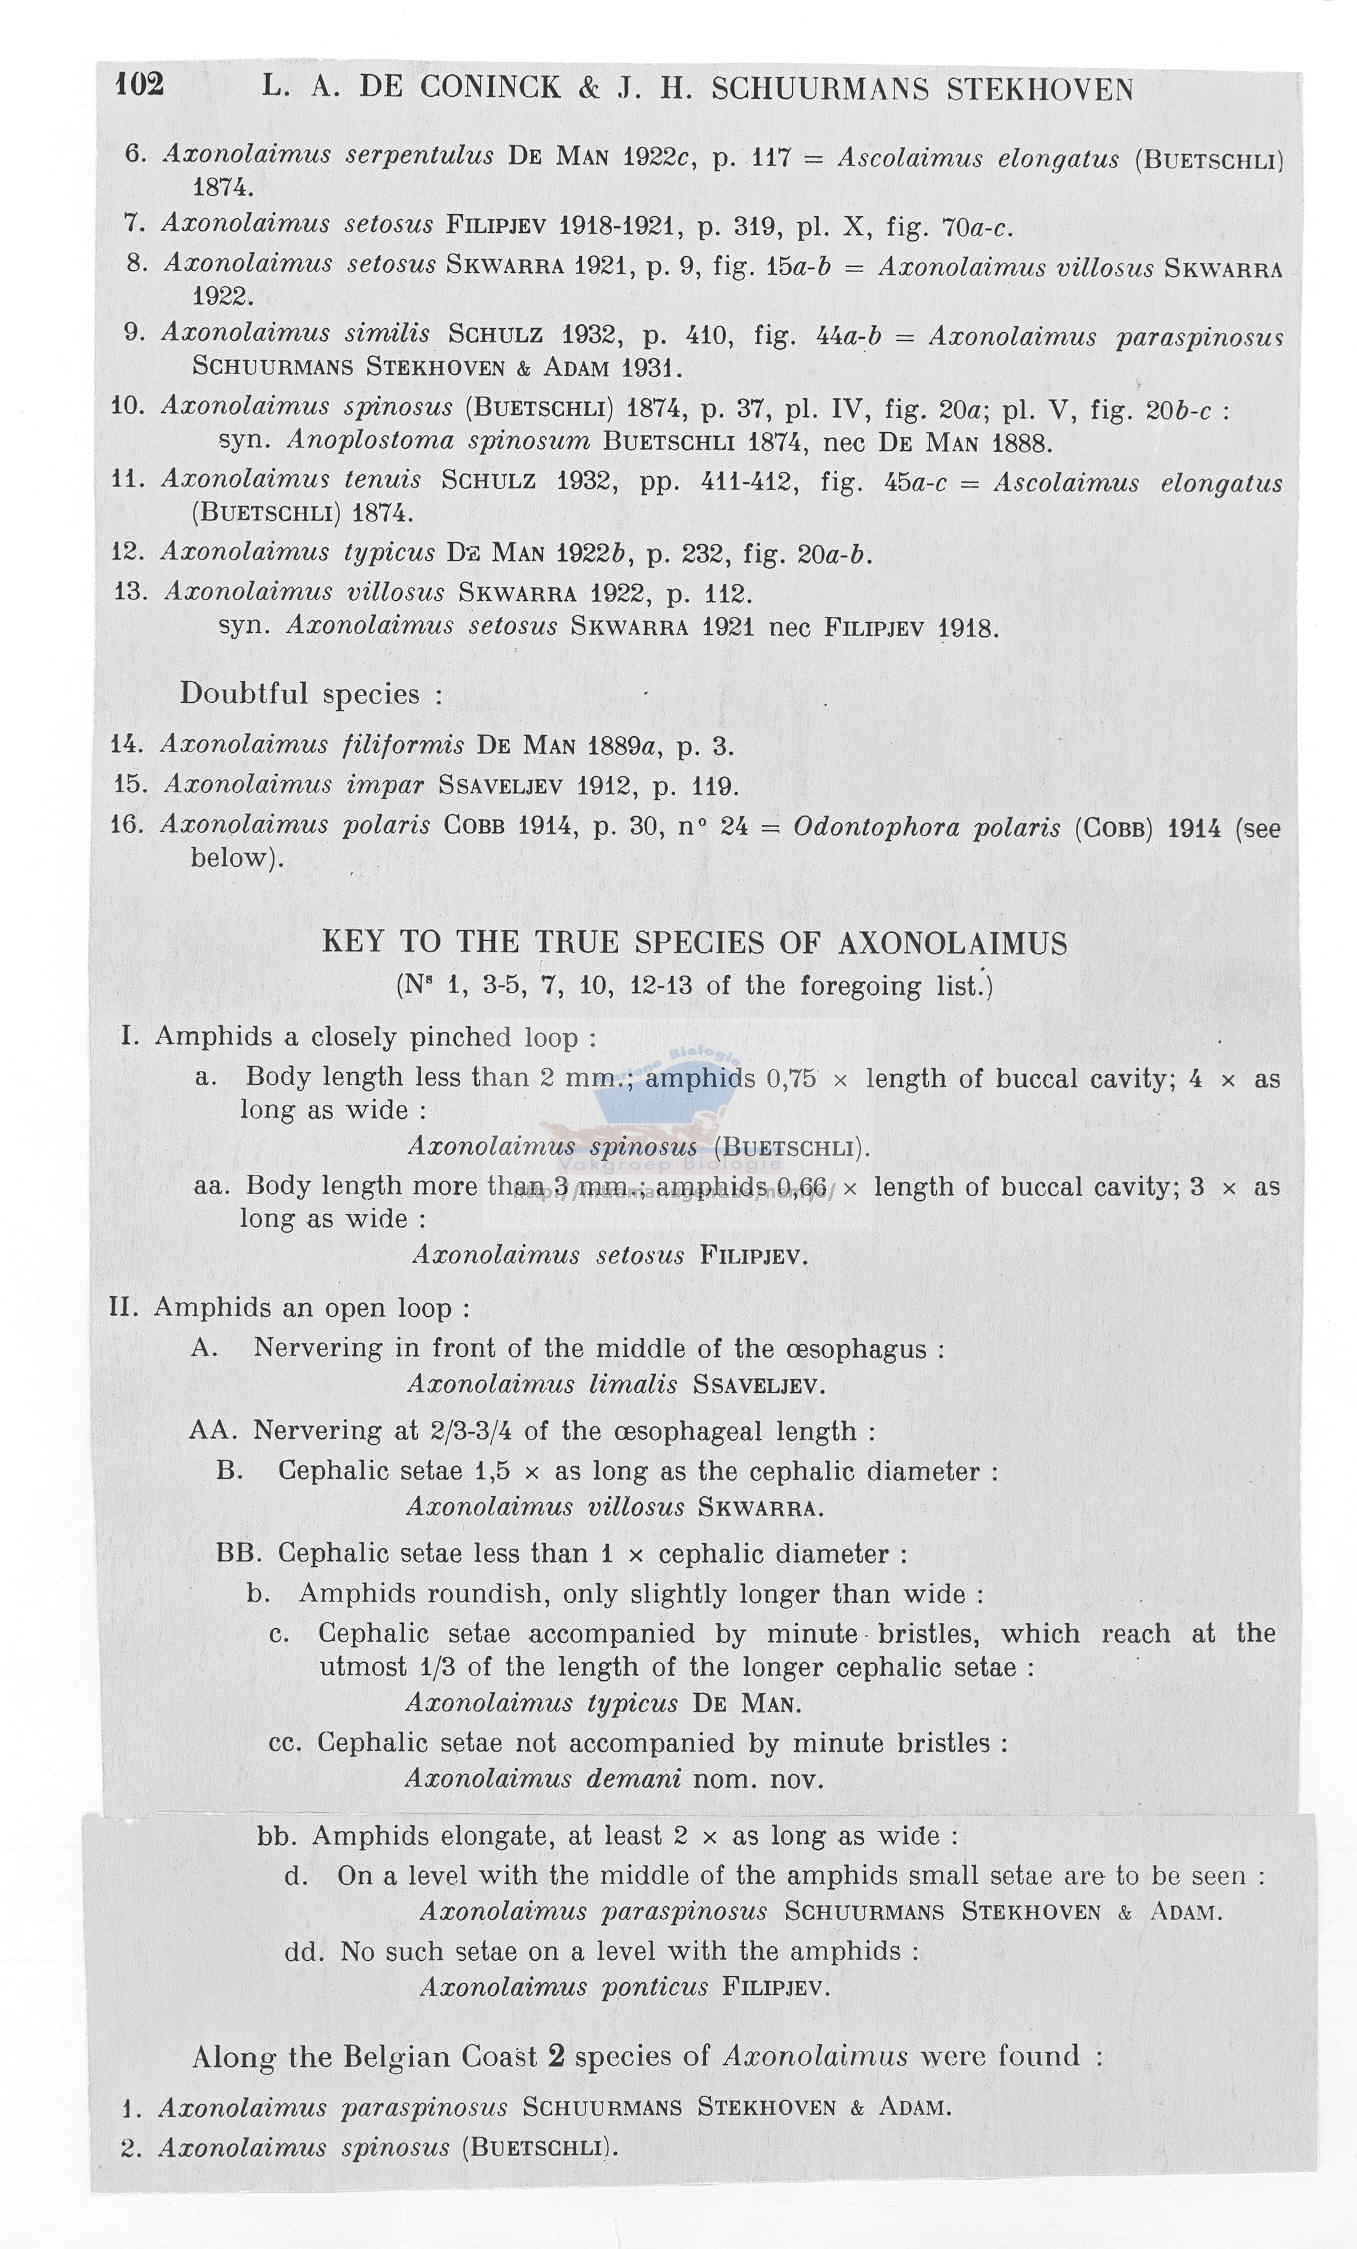 102 L. A. DE CONINCK & J. H. SCHUURMANS STEKHOVEN
6. Axonolaimus serpentulus DE MAN 1922c, p. 117 = Ascolaimus elongatus (BUETSCHLI)
1874.
7. Axonolaimus setosus FILIPJEV 1918-1921, p. 319, pl. X, fig. 70a-c.
8. Axonolaimus setosus SKWARRA 1921, p. 9, fig. 15a-b = Axonolaimus villosus SKWARRA
1922.
9. Axonolaimus similis SCHULZ 1932, p. 410, fig. 44a-b = Axonolaimus paraspinosus
SCHUURMANS STEKHOVEN & ADAM 1931.
10. Axonolaimus spinosus (BUETSCHLI) 1874, p. 37, pl. IV, fig. 20a; pl. V, fig. 20b-c :
syn. Anoplostoma spinosum BUETSCHLI 1874, nec DE MAN 1888.
11. Axonolaimus tenuis SCHULZ 1932, pp. 411-412, fig. 45a-c = Ascolaimus elongatus
(BUETSCHLI) 1874.
12. Axonolaimus typicus DE MAN 1922b, p. 232, fig. 20a-b.
13. Axonolaimus villosus SKWARRA 1922, p. 112.
syn. Axonolaimus setosus SKWARRA 1921 nec FILIPJEV 1918.
Doubtful species :
14. Axonolaimus filiformis DE MAN 1889a, p. 3.
15. Axonolaimus impar SSAVELJEV 1912, p. 119.
16. Axonolaimus polaris COBB 1914, p. 30, n° 24 = Odontophora polaris (COBB) 1914 (see
below).
KEY TO THE TRUE SPECIES OF AXONOLAIMUS
(Nˢ 1, 3-5, 7, 10, 12-13 of the foregoing list.)
I. Amphids a closely pinched loop :
a. Body length less than 2 mm.; amphids 0,75 × length of buccal cavity; 4 × as
long as wide :
Axonolaimus spinosus (BUETSCHLI).
Vakgroep Biologie
aa. Body length more than 3 mm.; amphids 0,66 × length of buccal cavity; 3 × as
long as wide :
Axonolaimus setosus FILIPJEV.
II. Amphids an open loop :
A. Nervering in front of the middle of the œsophagus :
Axonolaimus limalis SSAVELJEV.
AA. Nervering at 2/3-3/4 of the œsophageal length :
B. Cephalic setae 1,5 × as long as the cephalic diameter :
Axonolaimus villosus SKWARRA.
BB. Cephalic setae less than 1 × cephalic diameter :
b. Amphids roundish, only slightly longer than wide :
c. Cephalic setae accompanied by minute bristles, which reach at the
utmost 1/3 of the length of the longer cephalic setae :
Axonolaimus typicus DE MAN.
cc. Cephalic setae not accompanied by minute bristles :
Axonolaimus demani nom. nov.
bb. Amphids elongate, at least 2 × as long as wide :
d. On a level with the middle of the amphids small setae are to be seen :
Axonolaimus paraspinosus SCHUURMANS STEKHOVEN & ADAM.
dd. No such setae on a level with the amphids :
Axonolaimus ponticus FILIPJEV.
Along the Belgian Coast 2 species of Axonolaimus were found :
1. Axonolaimus paraspinosus SCHUURMANS STEKHOVEN & ADAM.
2. Axonolaimus spinosus (BUETSCHLI).